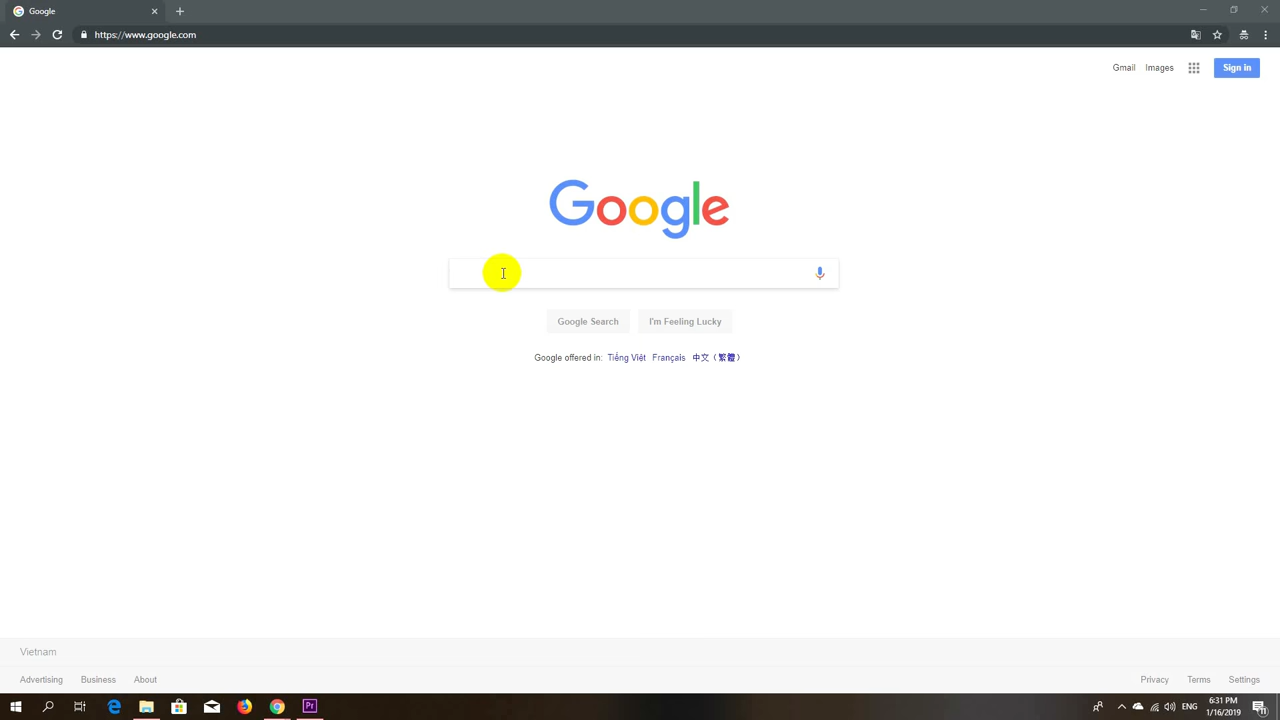 Google
https://www.google.com
Gmail Images Sign in
Google
Google Search I'm Feeling Lucky
Google offered in: Tiếng Việt Français 中文（繁體）
Vietnam
Advertising Business About Privacy Terms Settings
ENG 6:31 PM
1/16/2019
Pr